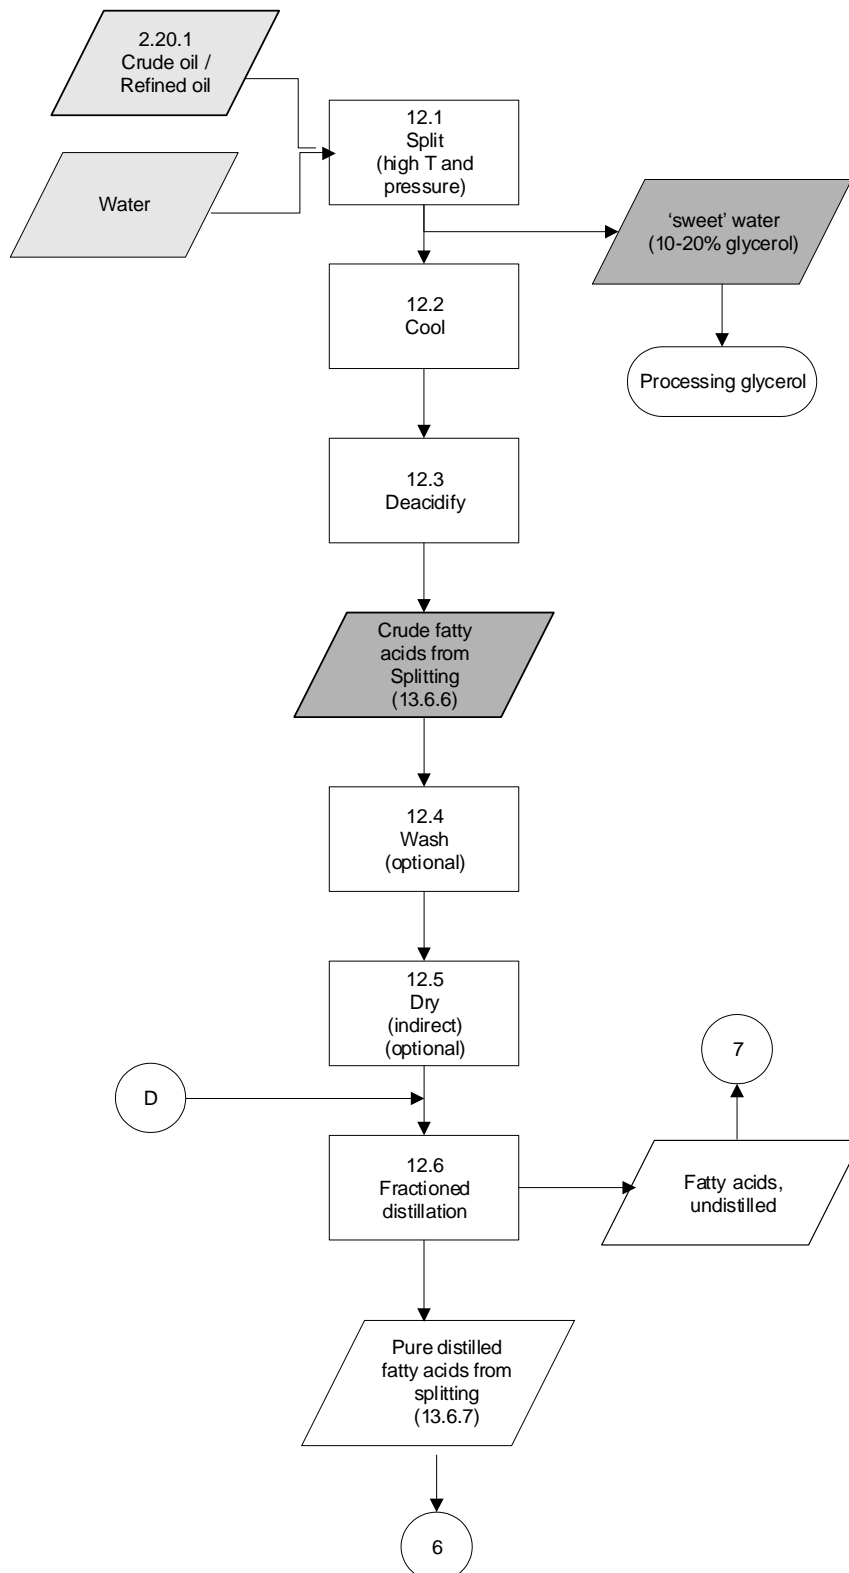 2.20.1
Crude oil /
Refined oil
12.1
Split
(high T and
pressure)
Water
'sweet' water
(10-20% glycerol)
12.2
Cool
Processing glycerol
12.3
Deacidify
Crude fatty
acids from
Splitting
(13.6.6)
12.4
Wash
(optional)
12.5
Dry
(indirect)
(optional)
7
D
12.6
Fractioned
distillation
Fatty acids,
undistilled
Pure distilled
fatty acids from
splitting
(13.6.7)
6